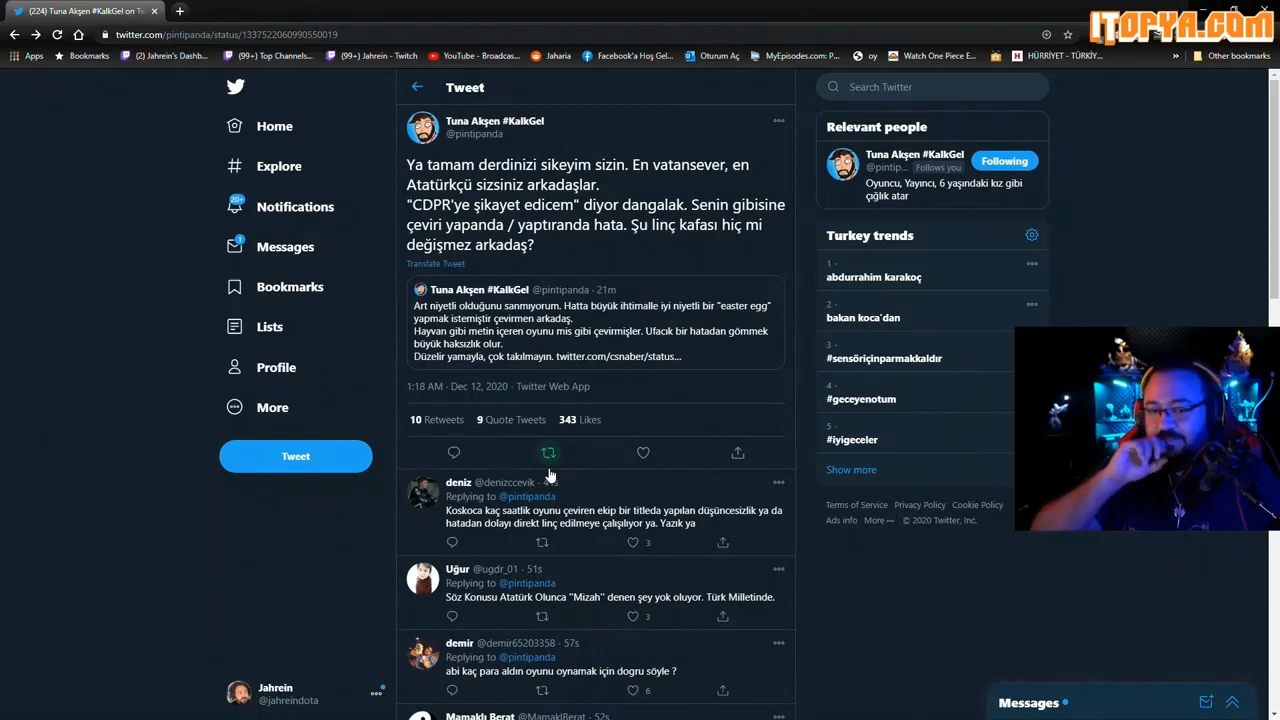 (224) Tuna Akşen #KalkGel on Tw
twitter.com/pintipanda/status/1337522060990550019
ITOPYA.COM
Apps
Bookmarks
(2) Jahrein's Dashb...
(99+) Top Channels...
(99+) Jahrein - Twitch
YouTube - Broadcas...
Jaharia
Facebook'a Hoş Gel...
Oturum Aç
MyEpisodes.com: Pr...
oy
Watch One Piece E...
HÜRRİYET - TÜRKİY...
Other bookmarks
Home
Explore
20+
Notifications
1
Messages
Bookmarks
Lists
Profile
More
Tweet
Jahrein
@jahreindota
Tweet
Tuna Akşen #KalkGel
@pintipanda
Ya tamam derdinizi sikeyim sizin. En vatansever, en
Atatürkçü sizsiniz arkadaşlar.
"CDPR'ye şikayet edicem" diyor dangalak. Senin gibisine
çeviri yapanda / yaptıranda hata. Şu linç kafası hiç mi
değişmez arkadaş?
Translate Tweet
Tuna Akşen #KalkGel @pintipanda · 21m
Art niyetli olduğunu sanmıyorum. Hatta büyük ihtimalle iyi niyetli bir "easter egg"
yapmak istemiştir çevirmen arkadaş.
Hayvan gibi metin içeren oyunu mis gibi çevirmişler. Ufacık bir hatadan gömmek
büyük haksızlık olur.
Düzelir yamayla, çok takılmayın. twitter.com/csnaber/status...
1:18 AM · Dec 12, 2020 · Twitter Web App
10 Retweets 9 Quote Tweets 343 Likes
deniz @denizccevik ·
Replying to @pintipanda
Koskoca kaç saatlik oyunu çeviren ekip bir titleda yapılan düşüncesizlik ya da
hatadan dolayı direkt linç edilmeye çalışılıyor ya. Yazık ya
3
Uğur @ugdr_01 · 51s
Replying to @pintipanda
Söz Konusu Atatürk Olunca "Mizah" denen şey yok oluyor. Türk Milletinde.
3
demir @demir65203358 · 57s
Replying to @pintipanda
abi kaç para aldın oyunu oynamak için dogru söyle ?
6
Mamaklı Berat @MamaklBerat · 52s
Search Twitter
Relevant people
Tuna Akşen #KalkGel
@pintip... Follows you
Following
Oyuncu, Yayıncı, 6 yaşındaki kız gibi
çığlık atar
Turkey trends
1 ·
abdurrahim karakoç
2 ·
bakan koca'dan
3 ·
#sensöriçinparmakkaldır
4 ·
#geceyenotum
5 ·
#iyigeceler
Show more
Terms of Service Privacy Policy Cookie Policy
Ads info More © 2020 Twitter, Inc.
Messages